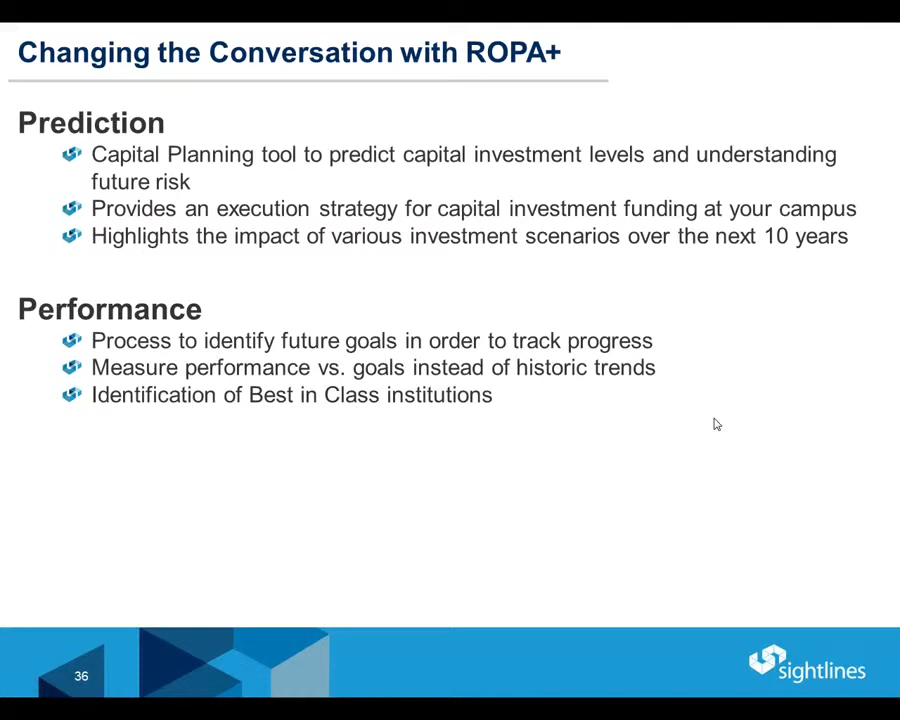 Changing the Conversation with ROPA+
Prediction
Capital Planning tool to predict capital investment levels and understanding
future risk
Provides an execution strategy for capital investment funding at your campus
Highlights the impact of various investment scenarios over the next 10 years
Performance
Process to identify future goals in order to track progress
Measure performance vs. goals instead of historic trends
Identification of Best in Class institutions
36
sightlines